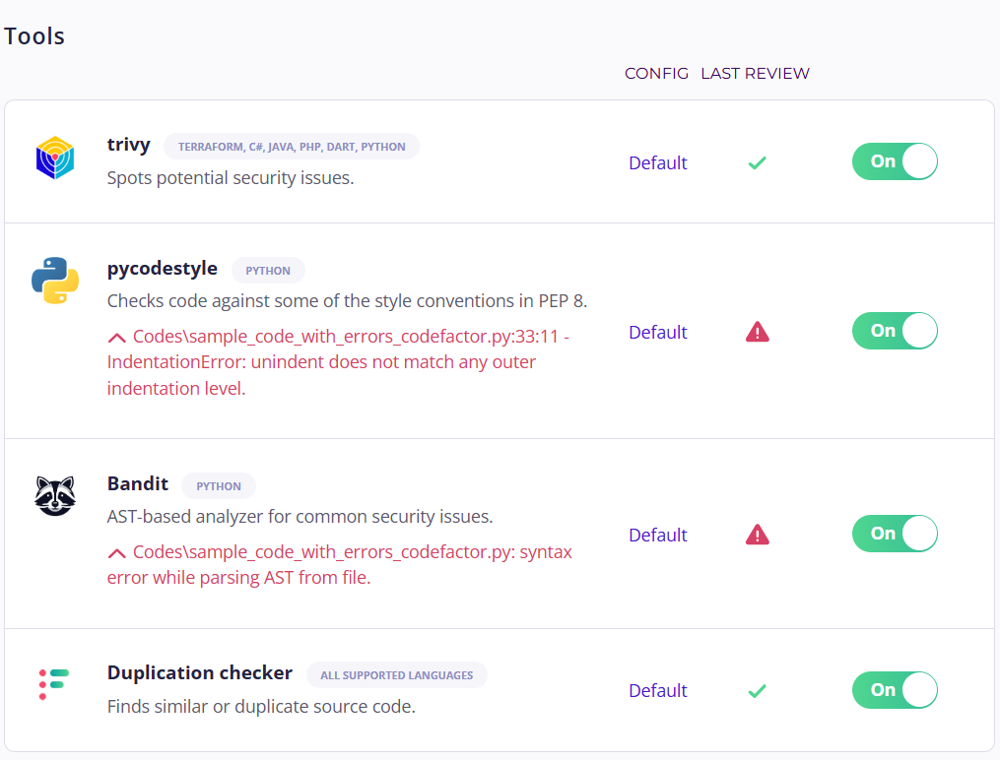 Tools
CONFIG LAST REVIEW
trivy TERRAFORM, C#, JAVA, PHP, DART, PYTHON
Spots potential security issues.
Default
On
pycodestyle PYTHON
Checks code against some of the style conventions in PEP 8.
Codes\sample_code_with_errors_codefactor.py:33:11 -
IndentationError: unindent does not match any outer
indentation level.
Default
On
Bandit PYTHON
AST-based analyzer for common security issues.
Codes\sample_code_with_errors_codefactor.py: syntax
error while parsing AST from file.
Default
On
Duplication checker ALL SUPPORTED LANGUAGES
Finds similar or duplicate source code.
Default
On